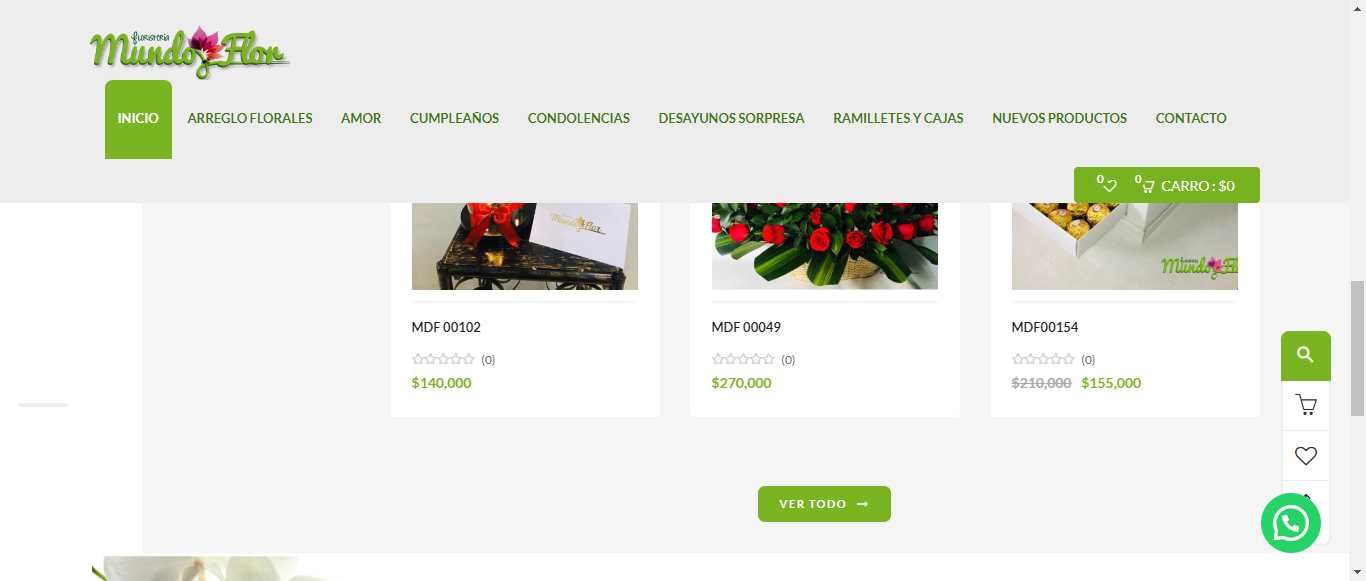 FLORISTERIA
Mundo Flor
INICIO
ARREGLO FLORALES
AMOR
CUMPLEAÑOS
CONDOLENCIAS
DESAYUNOS SORPRESA
RAMILLETES Y CAJAS
NUEVOS PRODUCTOS
CONTACTO
0
0 CARRO : $0
Mundo Flor
Mundo Fl
MDF 00102
(0)
$140,000
MDF 00049
(0)
$270,000
MDF00154
(0)
$210,000 $155,000
VER TODO